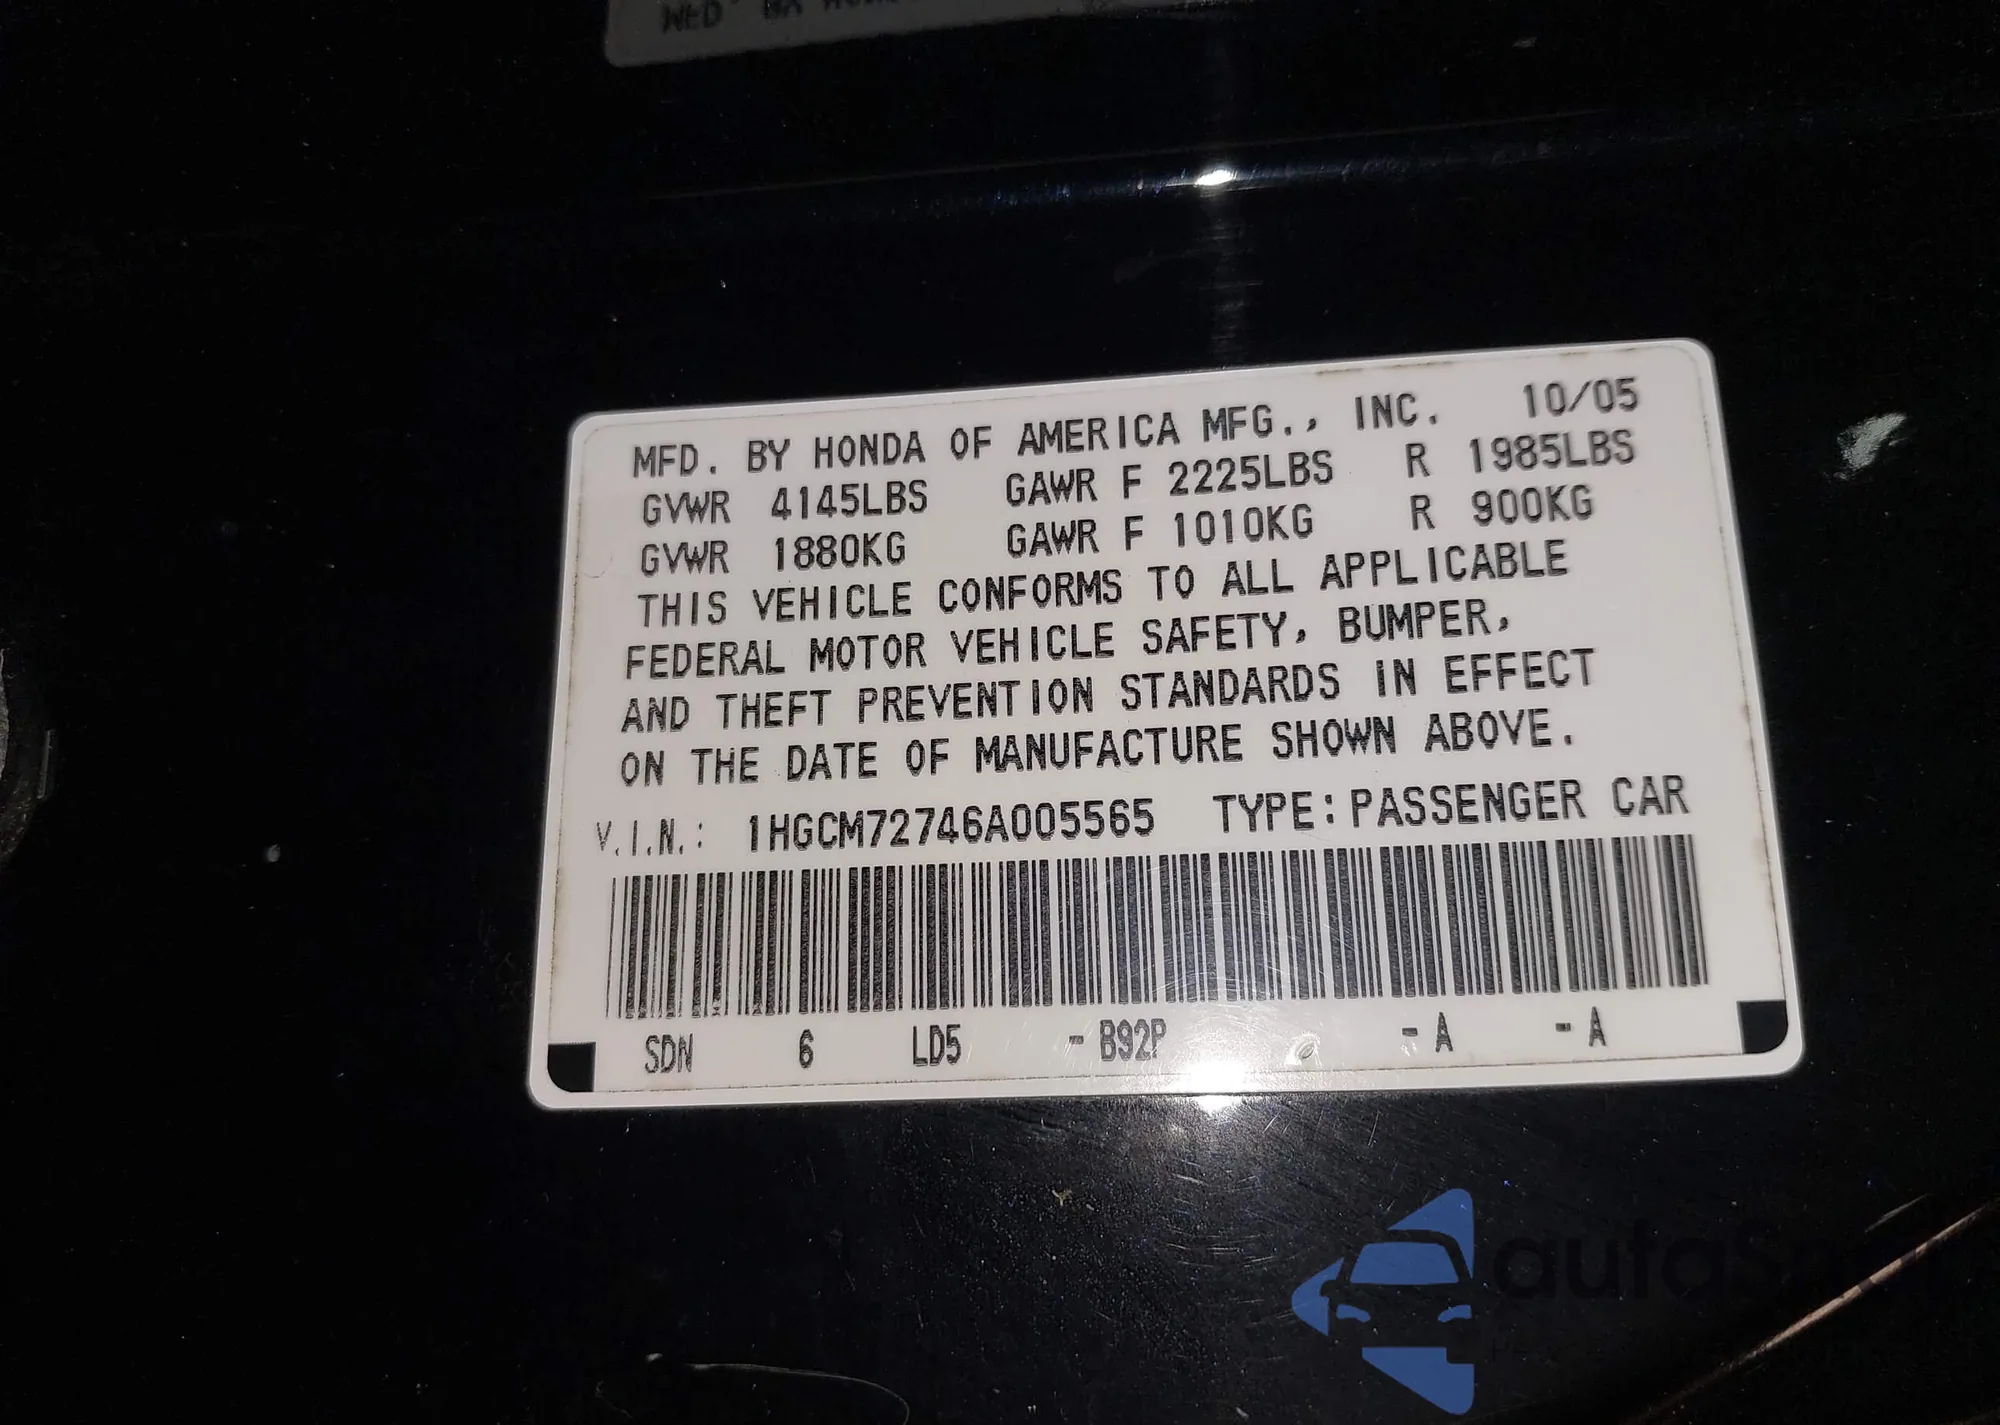 MFD. BY HONDA OF AMERICA MFG., INC. 10/05
GVWR 4145LBS GAWR F 2225LBS R 1985LBS
GVWR 1880KG GAWR F 1010KG R 900KG
THIS VEHICLE CONFORMS TO ALL APPLICABLE
FEDERAL MOTOR VEHICLE SAFETY, BUMPER,
AND THEFT PREVENTION STANDARDS IN EFFECT
ON THE DATE OF MANUFACTURE SHOWN ABOVE.
V.I.N.: 1HGCM72746A005565 TYPE:PASSENGER CAR
SDN 6 LD5 -B92P -A -A